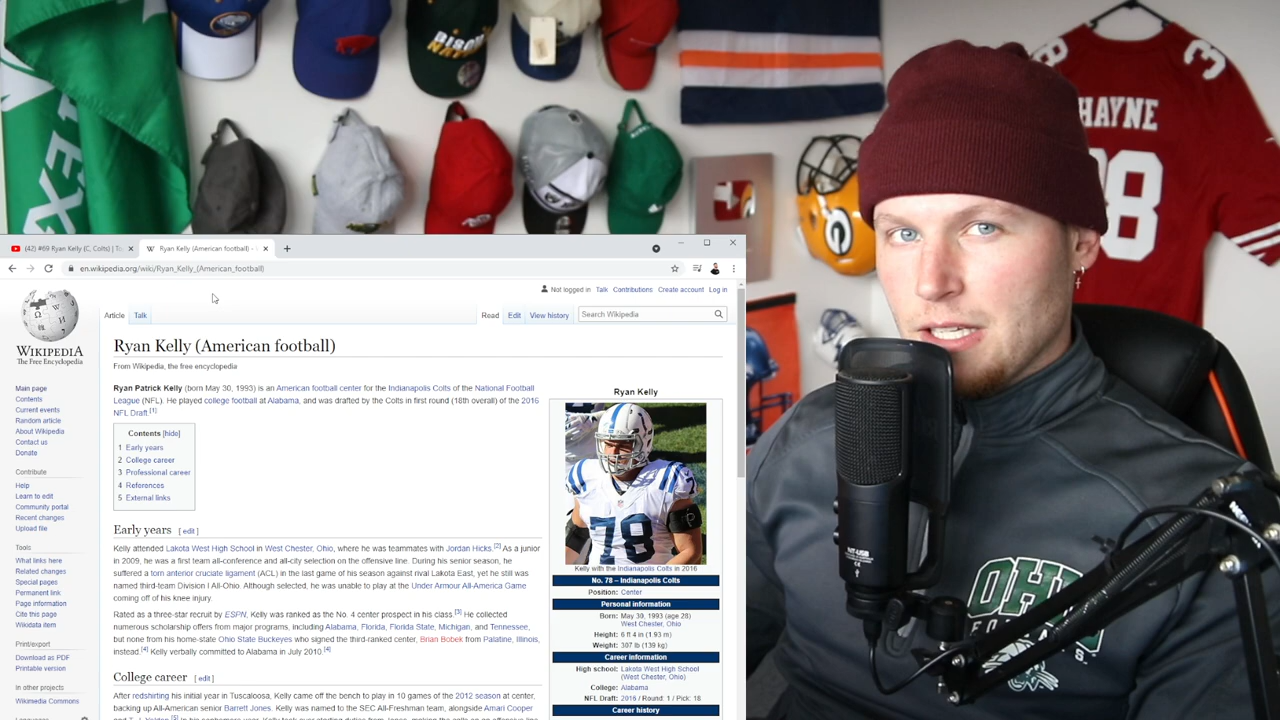 BISON
NATION
TEX
HAYNE
38
3
(42) #69 Ryan Kelly (C, Colts) | To
Ryan Kelly (American football) -
en.wikipedia.org/wiki/Ryan_Kelly_(American_football)
Not logged in Talk Contributions Create account Log in
Article Talk Read Edit View history Search Wikipedia
WIKIPEDIA
The Free Encyclopedia
Main page
Contents
Current events
Random article
About Wikipedia
Contact us
Donate
Contribute
Help
Learn to edit
Community portal
Recent changes
Upload file
Tools
What links here
Related changes
Special pages
Permanent link
Page information
Cite this page
Wikidata item
Print/export
Download as PDF
Printable version
In other projects
Wikimedia Commons
Languages
Ryan Kelly (American football)
From Wikipedia, the free encyclopedia
Ryan Patrick Kelly (born May 30, 1993) is an American football center for the Indianapolis Colts of the National Football
League (NFL). He played college football at Alabama, and was drafted by the Colts in first round (18th overall) of the 2016
NFL Draft.[1]
Contents [hide]
1 Early years
2 College career
3 Professional career
4 References
5 External links
Early years [ edit ]
Kelly attended Lakota West High School in West Chester, Ohio, where he was teammates with Jordan Hicks.[2] As a junior
in 2009, he was a first team all-conference and all-city selection on the offensive line. During his senior season, he
suffered a torn anterior cruciate ligament (ACL) in the last game of his season against rival Lakota East, yet he still was
named third-team Division I All-Ohio. Although selected, he was unable to play at the Under Armour All-America Game
coming off of his knee injury.
Rated as a three-star recruit by ESPN, Kelly was ranked as the No. 4 center prospect in his class.[3] He collected
numerous scholarship offers from major programs, including Alabama, Florida, Florida State, Michigan, and Tennessee,
but none from his home-state Ohio State Buckeyes who signed the third-ranked center, Brian Bobek from Palatine, Illinois,
instead.[4] Kelly verbally committed to Alabama in July 2010.[4]
College career [ edit ]
After redshirting his initial year in Tuscaloosa, Kelly came off the bench to play in 10 games of the 2012 season at center,
backing up All-American senior Barrett Jones. Kelly was named to the SEC All-Freshman team, alongside Amari Cooper
Ryan Kelly
78
Kelly with the Indianapolis Colts in 2016
No. 78 – Indianapolis Colts
Position: Center
Personal information
Born: May 30, 1993 (age 28)
West Chester, Ohio
Height: 6 ft 4 in (1.93 m)
Weight: 307 lb (139 kg)
Career information
High school: Lakota West High School
(West Chester, Ohio)
College: Alabama
NFL Draft: 2016 / Round: 1 / Pick: 18
Career history
NT-USB